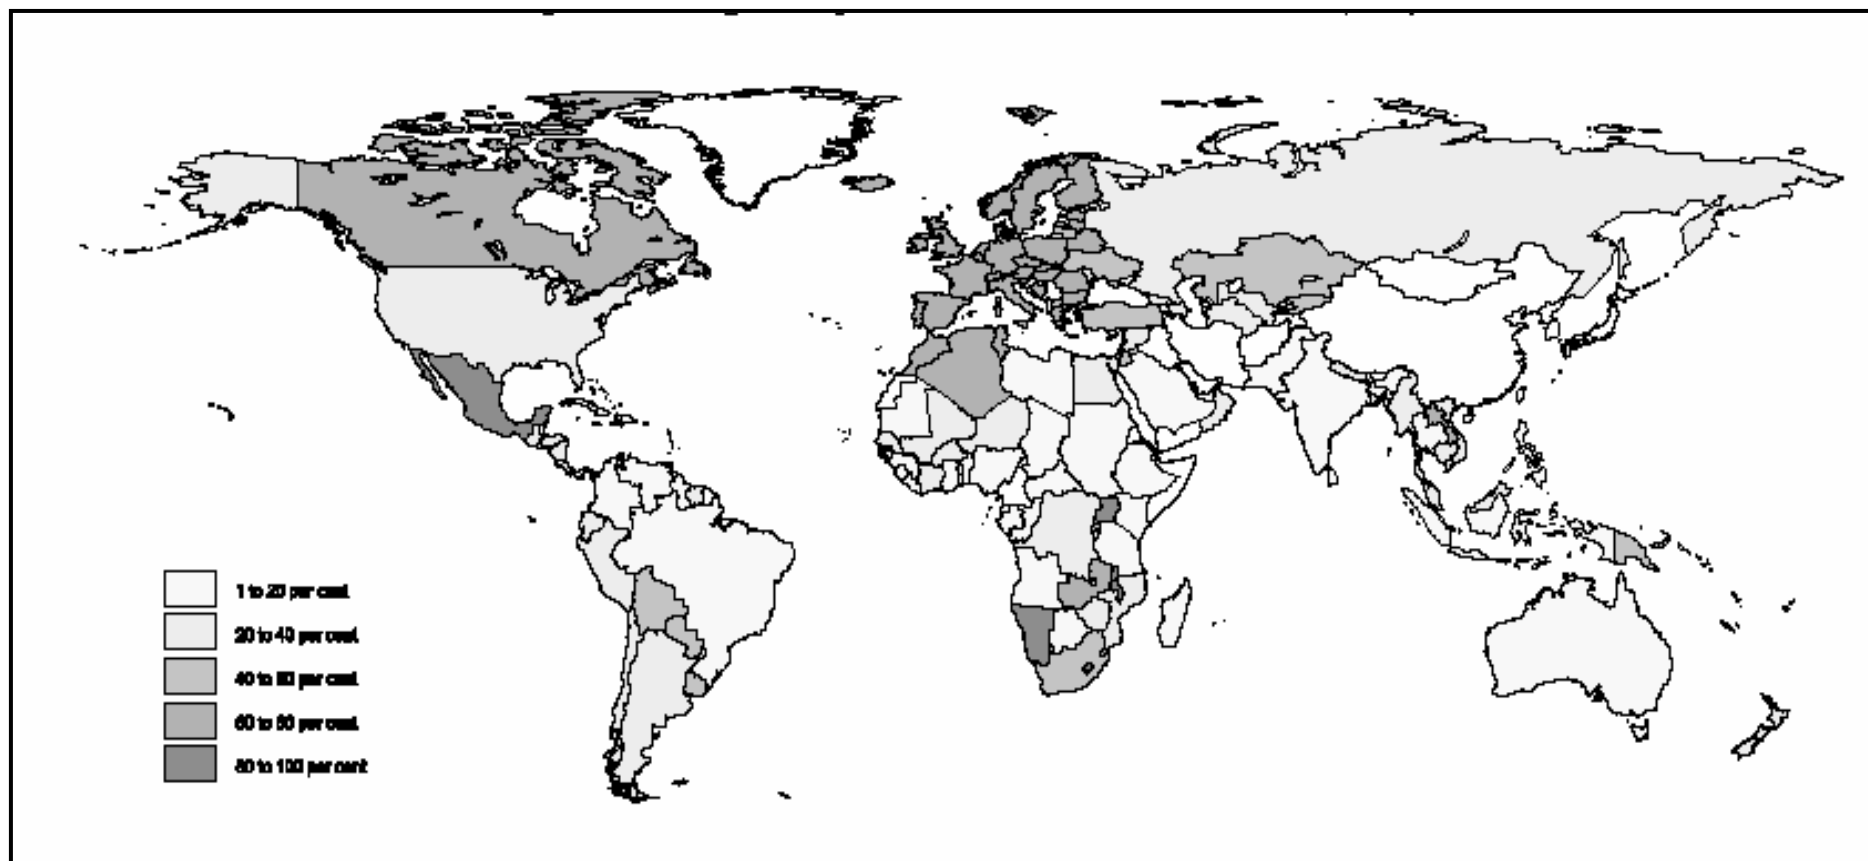 1 to 20 per cent
20 to 40 per cent
40 to 60 per cent
60 to 80 per cent
80 to 100 per cent